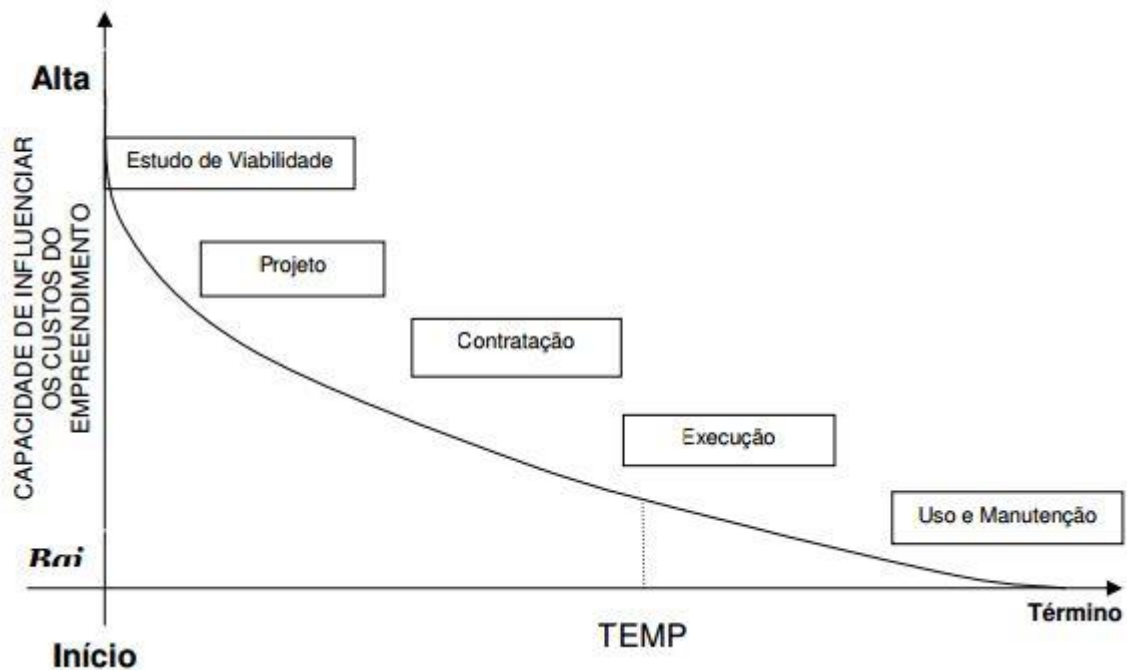 Alta
CAPACIDADE DE INFLUENCIAR
OS CUSTOS DO
EMPREENDIMENTO
Estudo de Viabilidade
Projeto
Contratação
Execução
Uso e Manutenção
Bai
Término
TEMP
Início